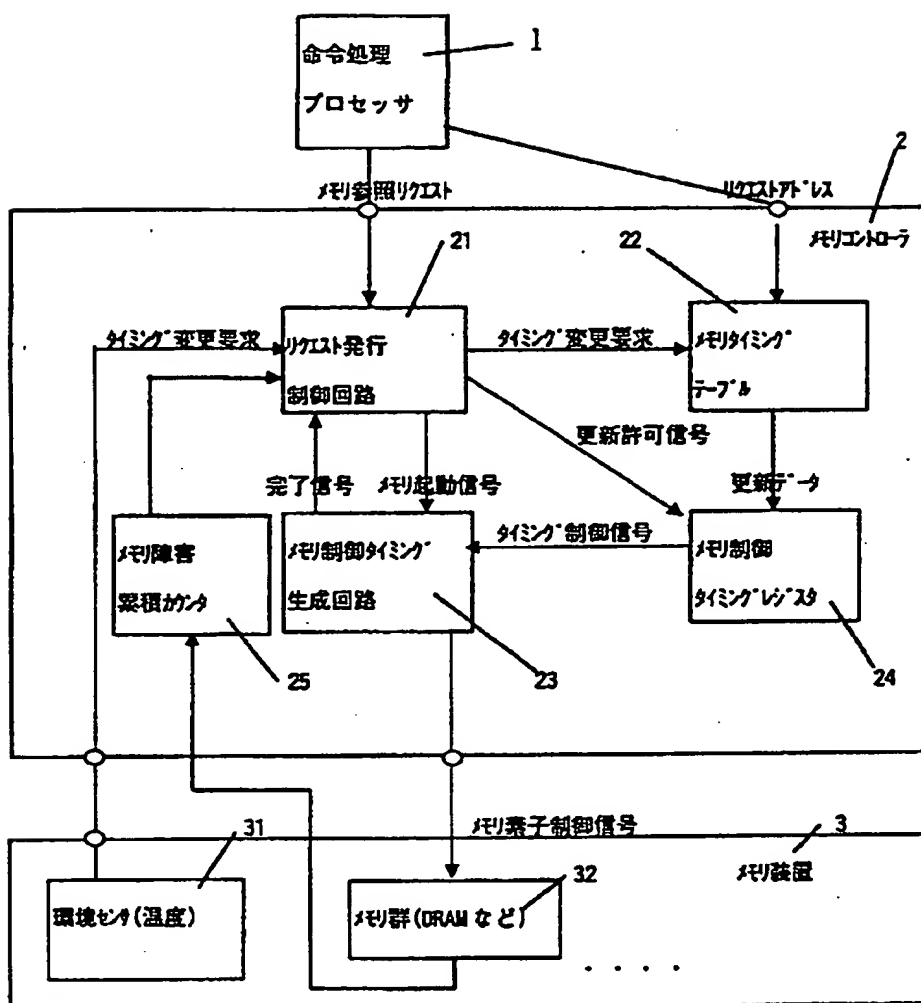 命令処理
プロセッサ
1
2
メモリ参照リクエスト
リクエストアドレス
メモリコントローラ
21
22
タイミング変更要求
リクエスト発行
制御回路
タイミング変更要求
メモリタイミング
テーブル
更新許可信号
完了信号
メモリ起動信号
更新データ
メモリ障害
累積カウンタ
メモリ制御タイミング
生成回路
タイミング制御信号
メモリ制御
タイミングレジスタ
25
23
24
31
メモリ素子制御信号
3
メモリ装置
環境センサ(温度)
32
メモリ群(DRAMなど)
. . . .